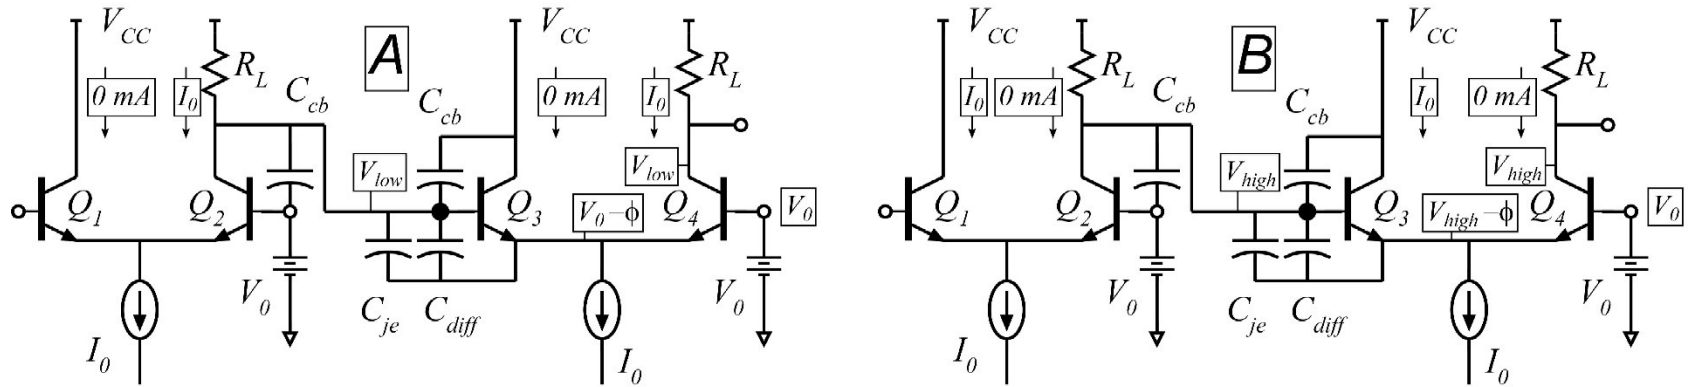 V_CC
A
V_CC
0 mA
I_0
R_L
C_cb
C_cb
0 mA
I_0
R_L
V_low
V_low
Q_1
Q_2
Q_3
V_0–ϕ
Q_4
V_0
V_0
C_je
C_diff
V_0
I_0
I_0
V_CC
B
V_CC
I_0
0 mA
R_L
C_cb
C_cb
I_0
0 mA
R_L
V_high
V_high
Q_1
Q_2
Q_3
V_high–ϕ
Q_4
V_0
V_0
C_je
C_diff
V_0
I_0
I_0